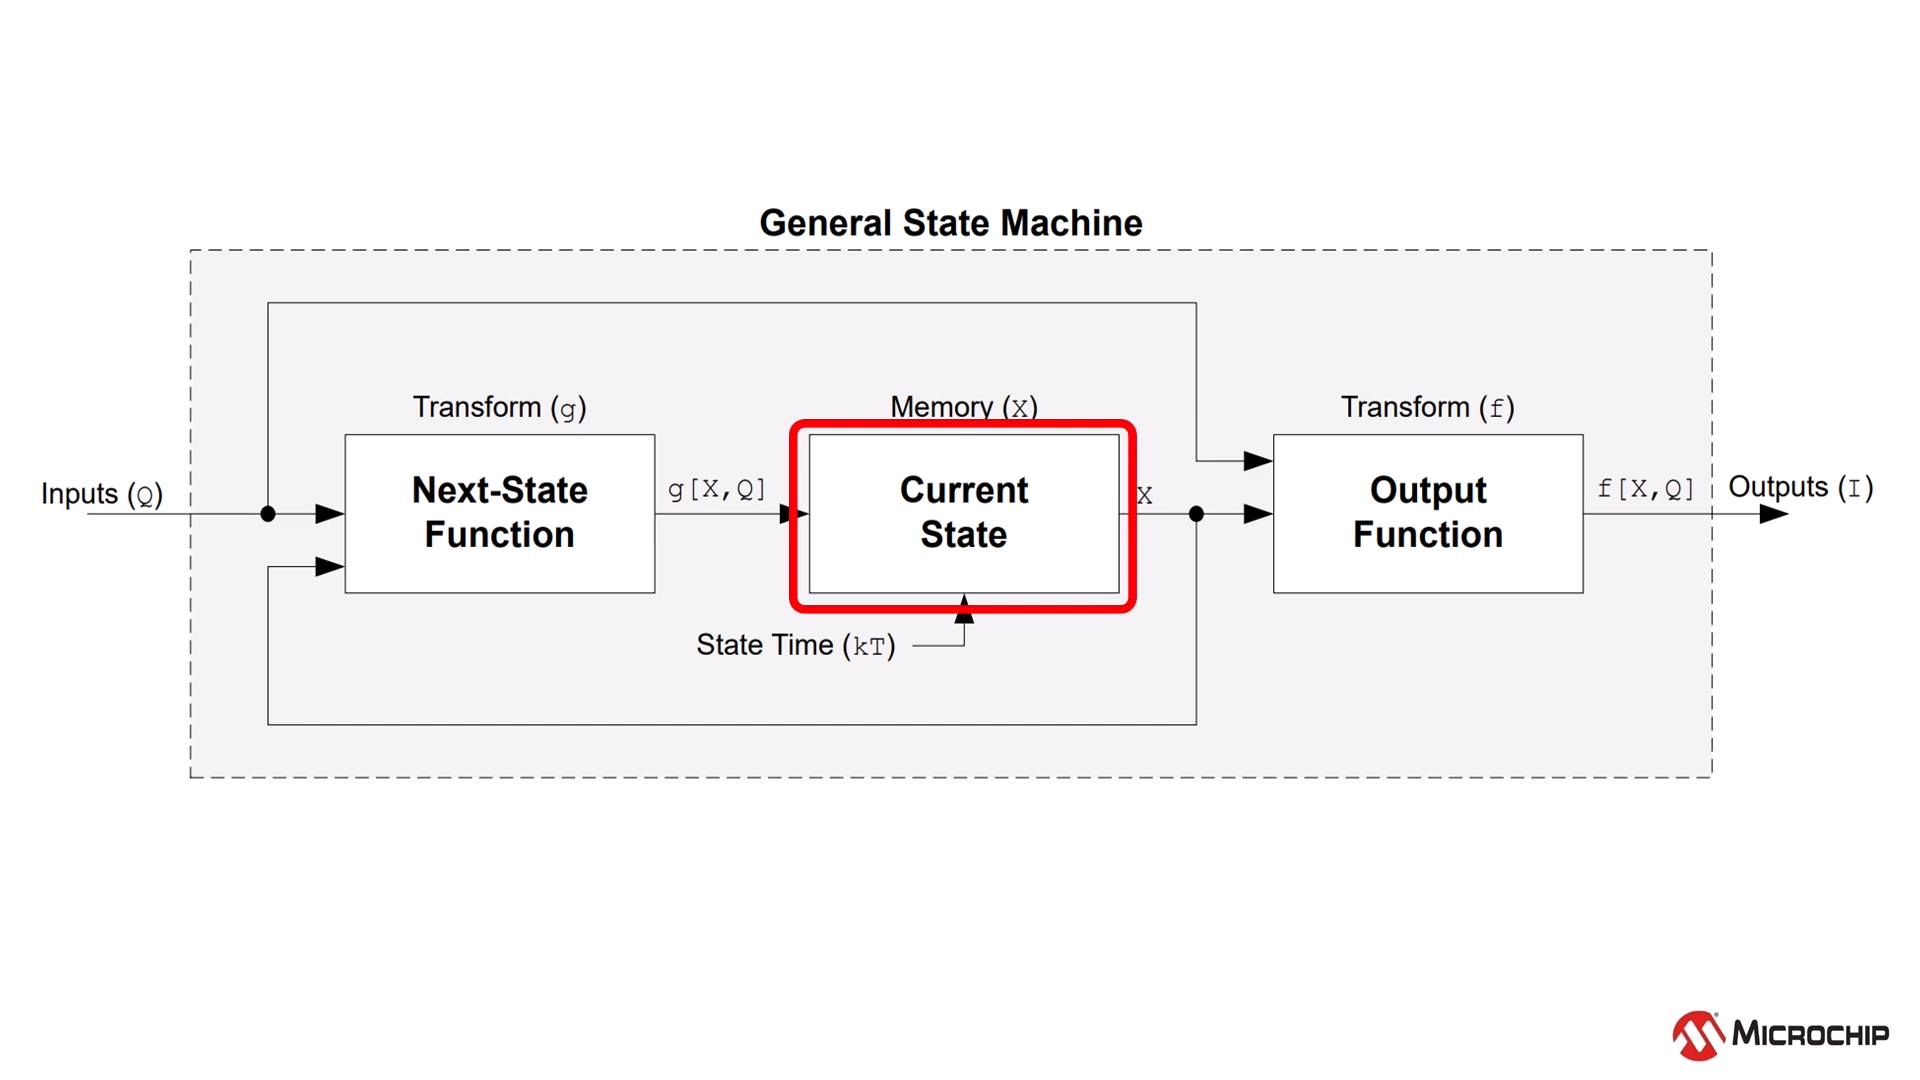 General State Machine
Transform (g)
Memory (X)
Transform (f)
Inputs (Q)
Next-State
Function
g[X,Q]
Current
State
X
Output
Function
f[X,Q]
Outputs (I)
State Time (kT)
MICROCHIP